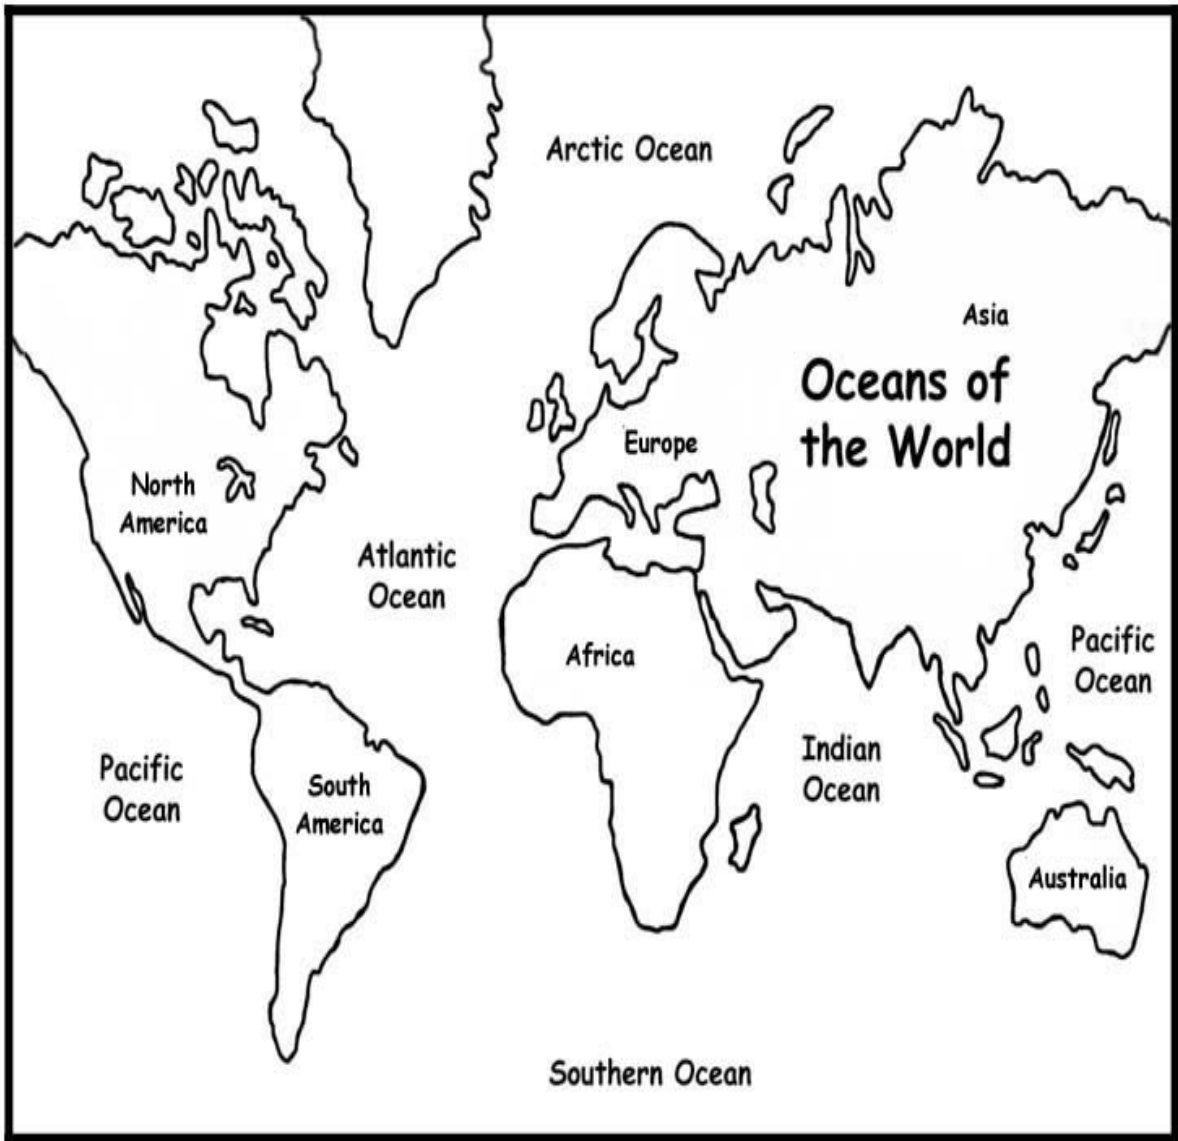 Arctic Ocean
Asia
Oceans of
the World
Europe
North
America
Atlantic
Ocean
Africa
Pacific
Ocean
Indian
Ocean
Pacific
Ocean
South
America
Australia
Southern Ocean